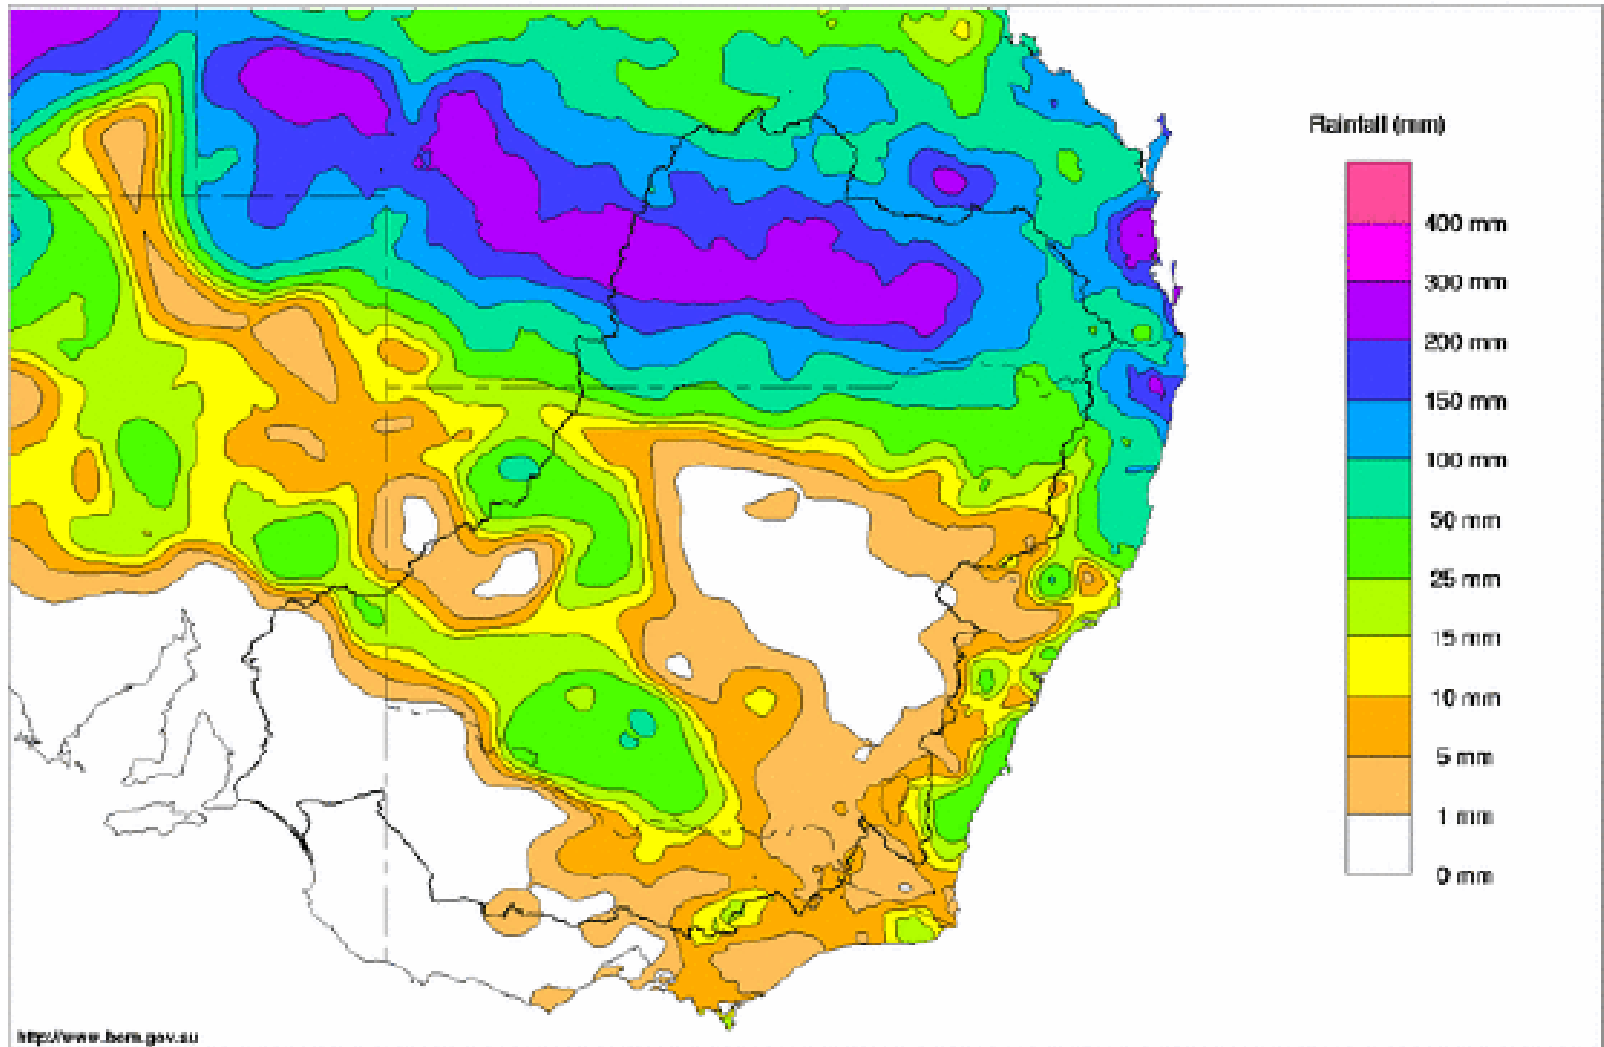 Rainfall (mm)
400 mm
300 mm
200 mm
150 mm
100 mm
50 mm
25 mm
15 mm
10 mm
5 mm
1 mm
0 mm
http://www.bom.gov.au